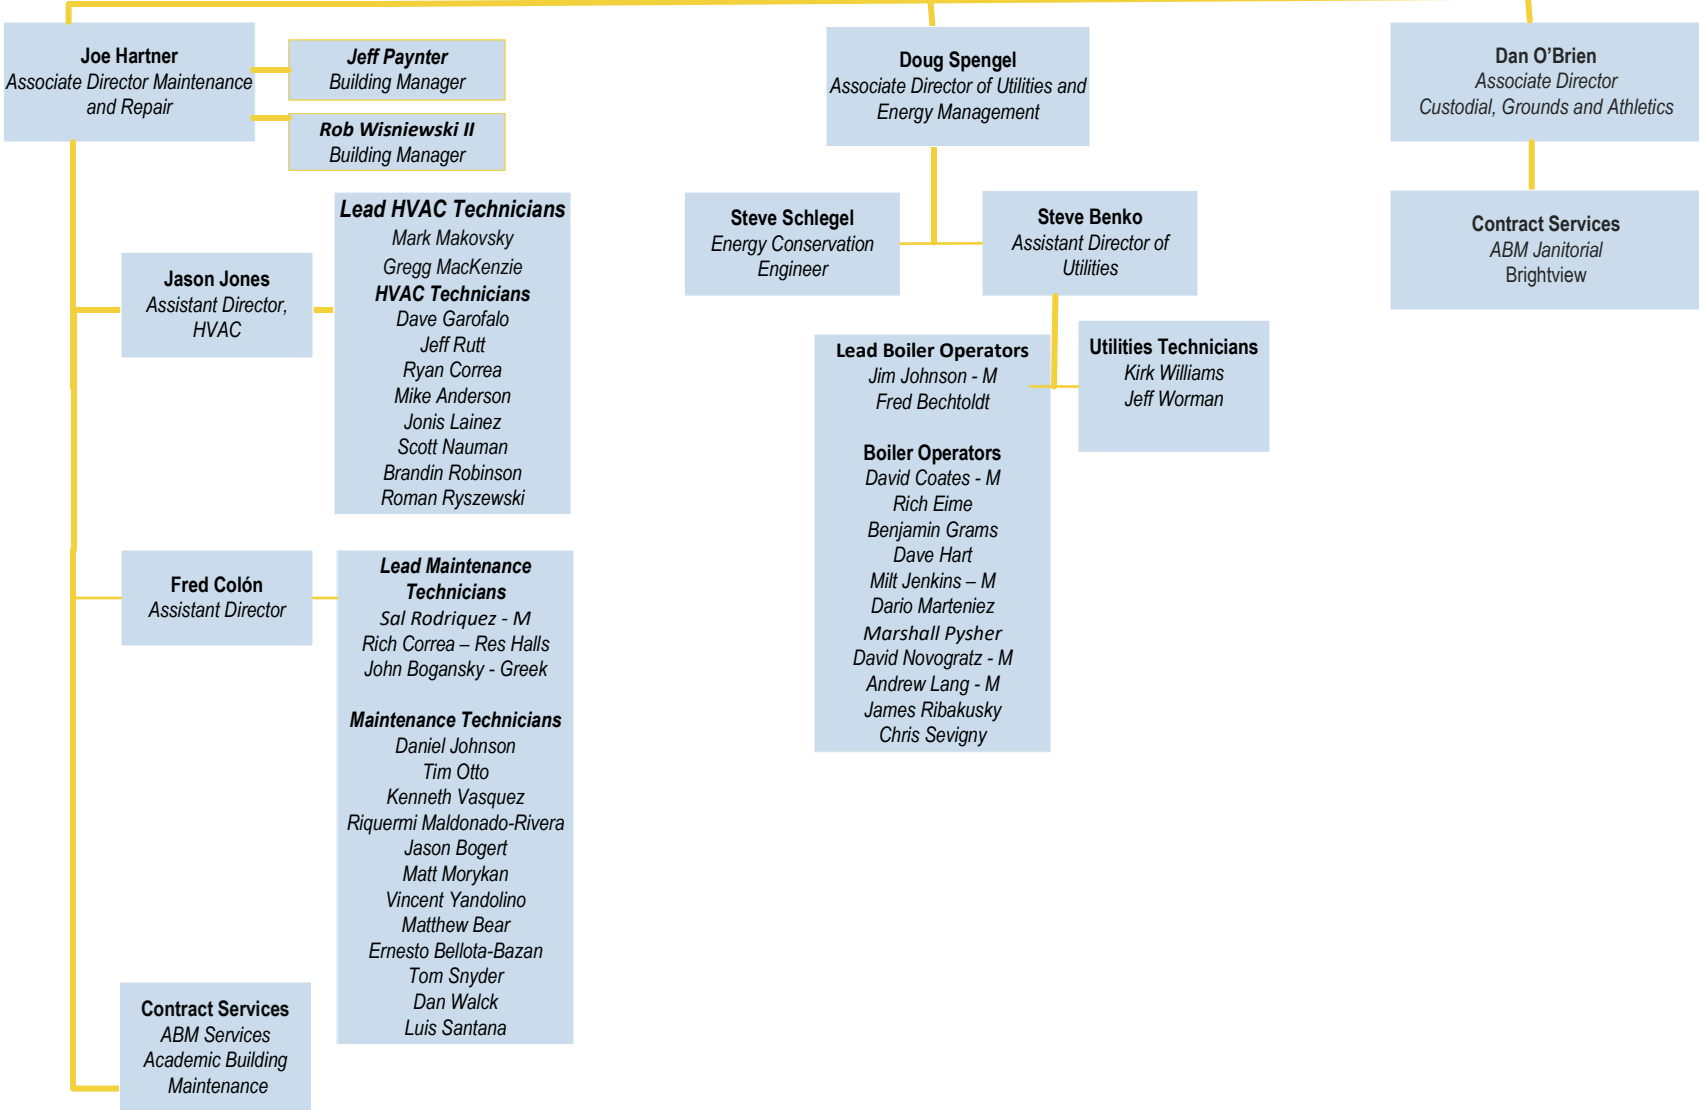 Joe Hartner
Associate Director Maintenance
and Repair
Jeff Paynter
Building Manager
Rob Wisniewski II
Building Manager
Jason Jones
Assistant Director,
HVAC
Lead HVAC Technicians
Mark Makovsky
Gregg MacKenzie
HVAC Technicians
Dave Garofalo
Jeff Rutt
Ryan Correa
Mike Anderson
Jonis Lainez
Scott Nauman
Brandin Robinson
Roman Ryszewski
Fred Colón
Assistant Director
Lead Maintenance
Technicians
Sal Rodriquez - M
Rich Correa – Res Halls
John Bogansky - Greek
Maintenance Technicians
Daniel Johnson
Tim Otto
Kenneth Vasquez
Riquermi Maldonado-Rivera
Jason Bogert
Matt Morykan
Vincent Yandolino
Matthew Bear
Ernesto Bellota-Bazan
Tom Snyder
Dan Walck
Luis Santana
Contract Services
ABM Services
Academic Building
Maintenance
Doug Spengel
Associate Director of Utilities and
Energy Management
Steve Schlegel
Energy Conservation
Engineer
Steve Benko
Assistant Director of
Utilities
Lead Boiler Operators
Jim Johnson - M
Fred Bechtoldt
Boiler Operators
David Coates - M
Rich Eime
Benjamin Grams
Dave Hart
Milt Jenkins – M
Dario Marteniez
Marshall Pysher
David Novogratz - M
Andrew Lang - M
James Ribakusky
Chris Sevigny
Utilities Technicians
Kirk Williams
Jeff Worman
Dan O’Brien
Associate Director
Custodial, Grounds and Athletics
Contract Services
ABM Janitorial
Brightview